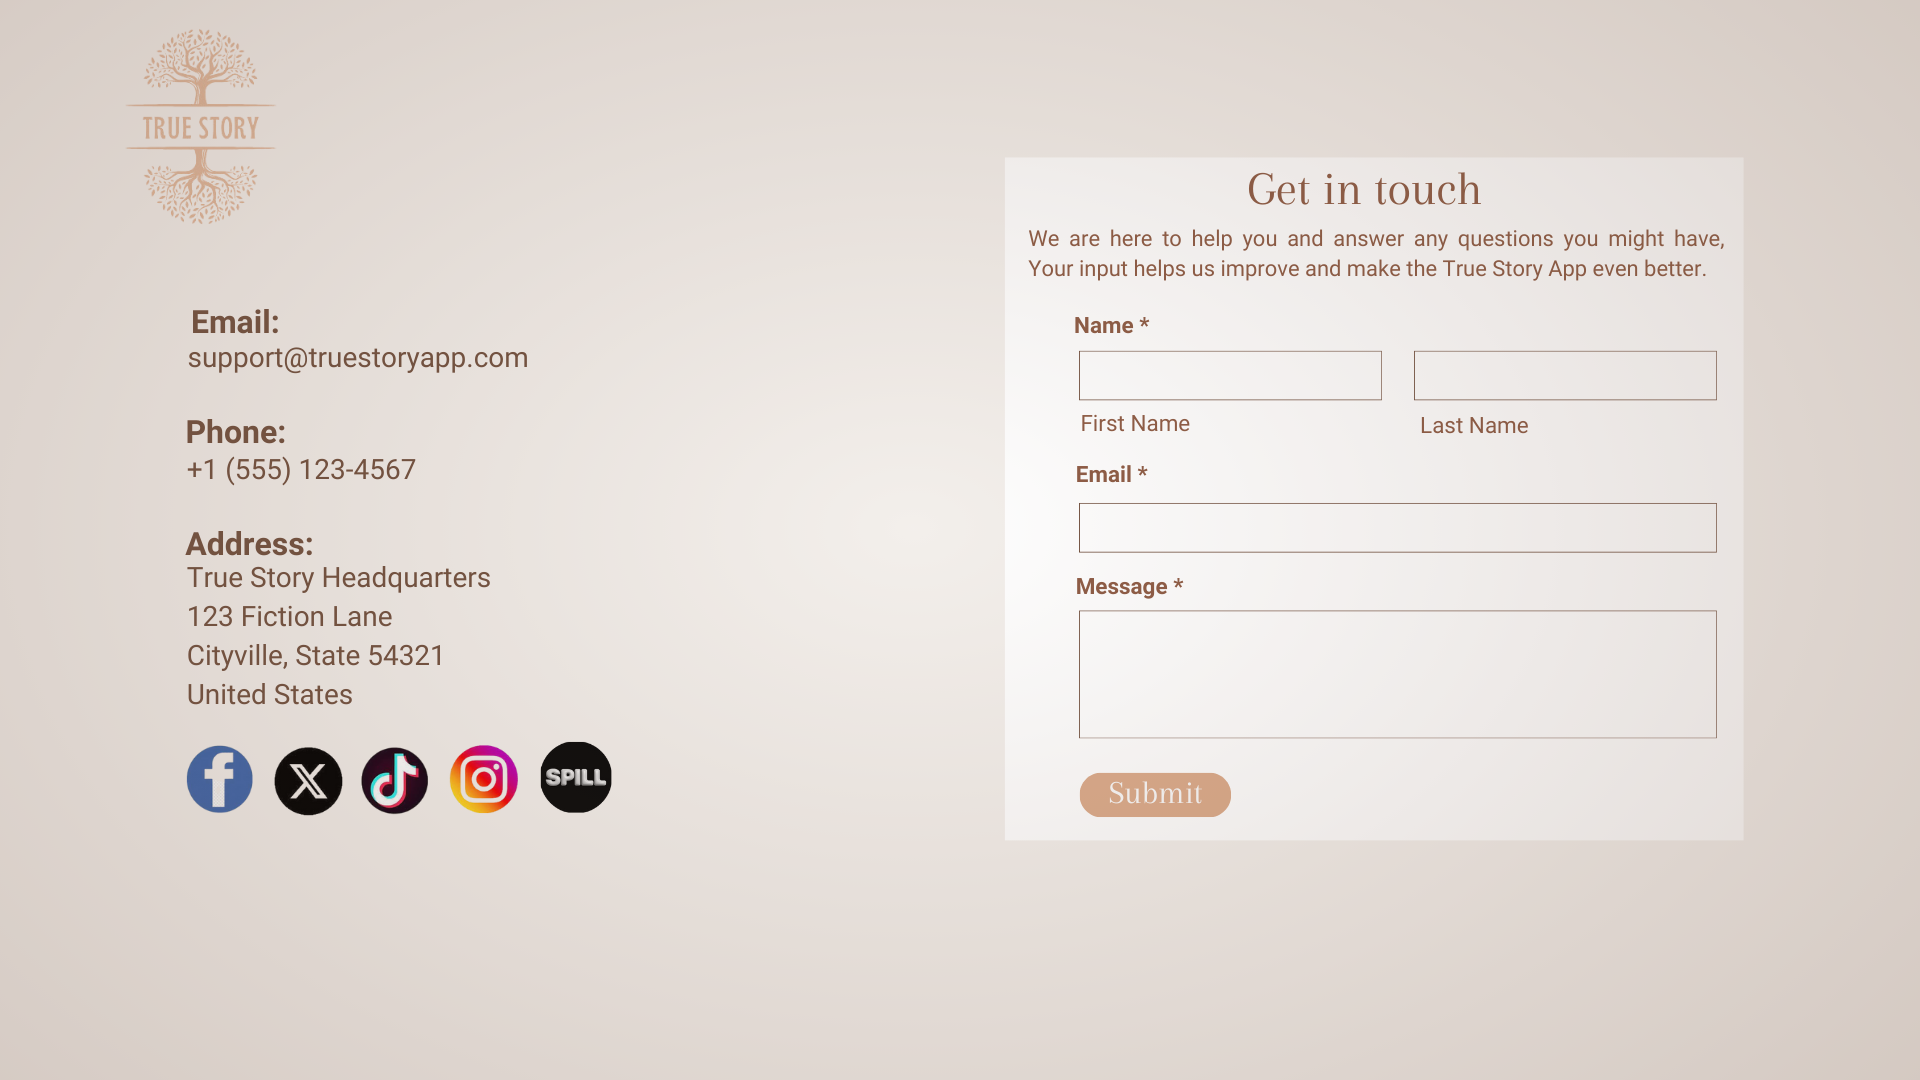 TRUE STORY
Email:
support@truestoryapp.com
Phone:
+1 (555) 123-4567
Address:
True Story Headquarters
123 Fiction Lane
Cityville, State 54321
United States
SPILL
Get in touch
We are here to help you and answer any questions you might have,
Your input helps us improve and make the True Story App even better.
Name *
First Name
Last Name
Email *
Message *
Submit